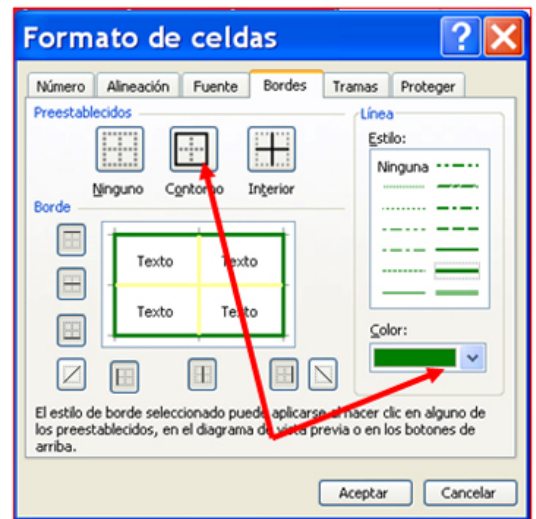 Formato de celdas
Número Alineación Fuente Bordes Tramas Proteger
Preestablecidos
Ninguno Contorno Interior
Borde
Texto Texto
Texto Texto
Línea
Estilo:
Ninguna
Color:
El estilo de borde seleccionado puede aplicarse al hacer clic en alguno de
los preestablecidos, en el diagrama de vista previa o en los botones de
arriba.
Aceptar Cancelar